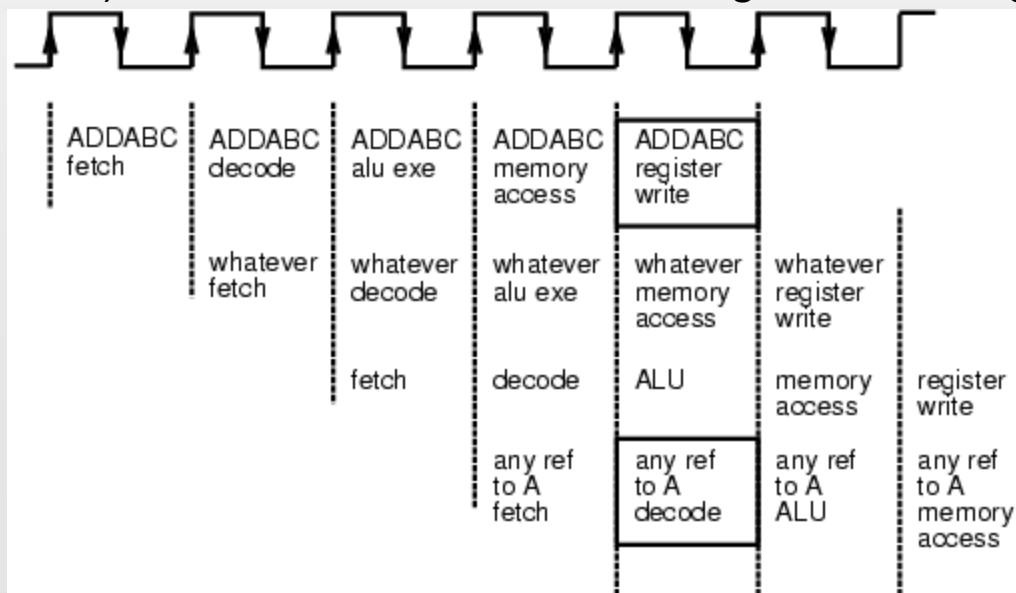 ADDABC ADDABC ADDABC ADDABC ADDABC
fetch decode alu exe memory register
access write
whatever whatever whatever whatever whatever
fetch decode alu exe memory register
access write
fetch decode ALU memory register
access write
any ref any ref any ref any ref
to A to A to A to A
fetch decode ALU memory
access